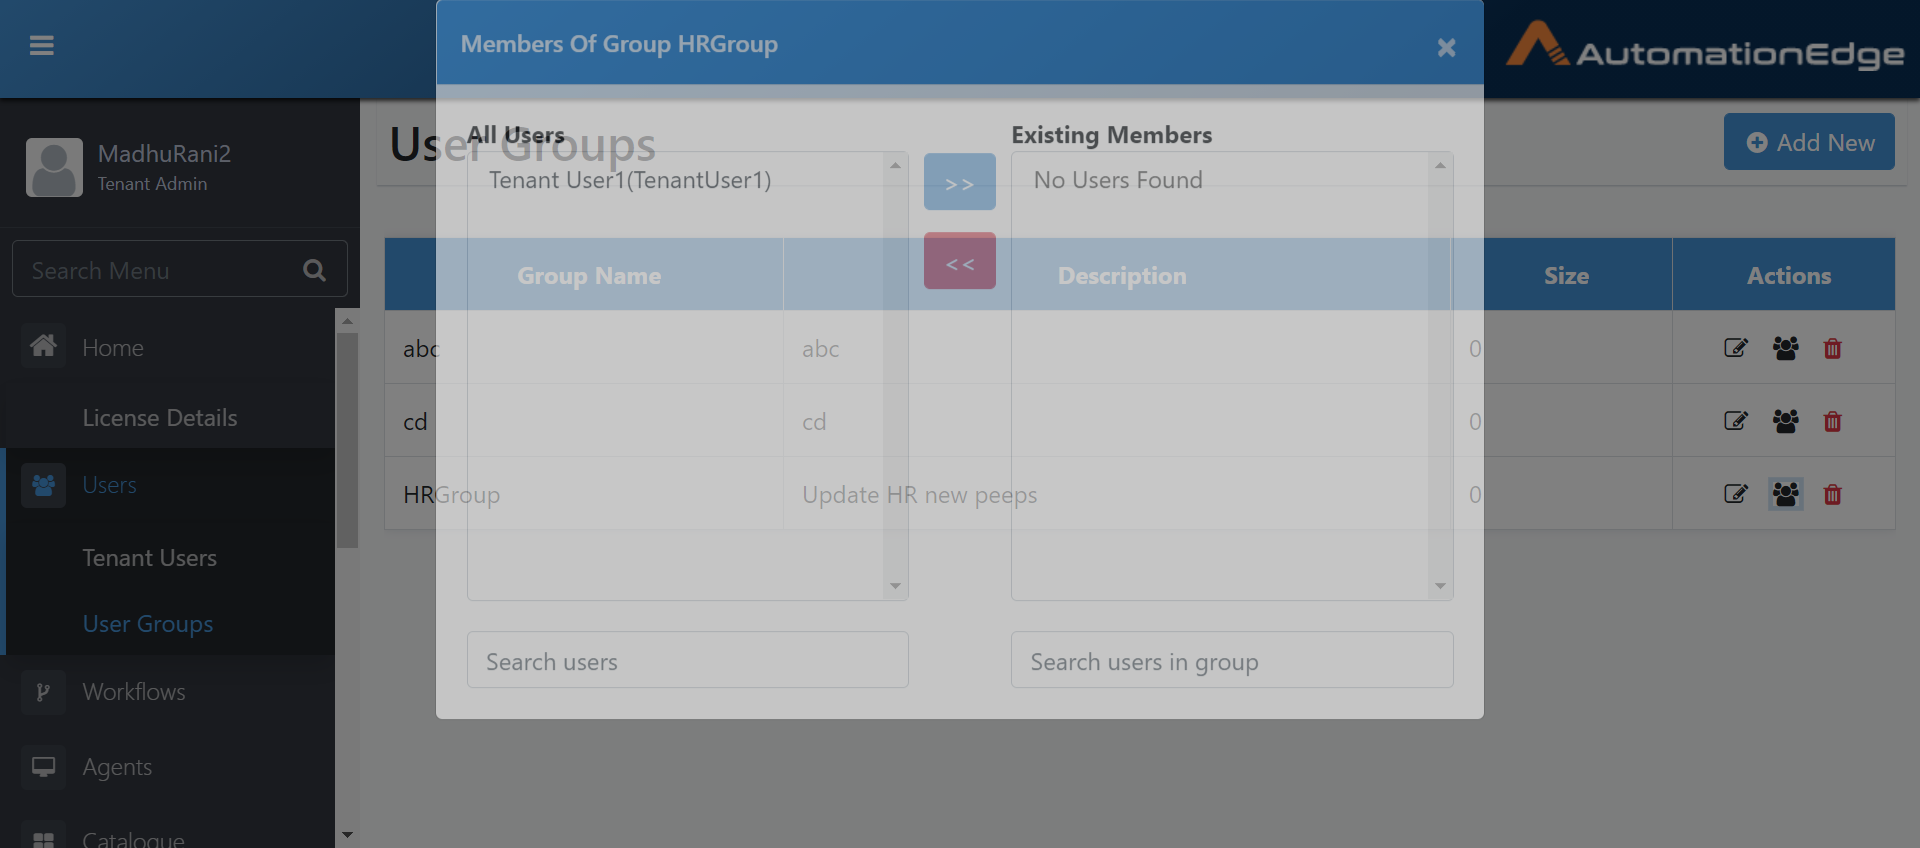 Members Of Group HRGroup
AutomationEdge
MadhuRani2
Tenant Admin
Search Menu
Home
License Details
Users
Tenant Users
User Groups
Workflows
Agents
Catalogue
User Groups
Add New
All Users
Tenant User1(TenantUser1)
>>
<<
Existing Members
No Users Found
Group Name Description Size Actions
abc abc 0
cd cd 0
HRGroup Update HR new peeps 0
Search users
Search users in group